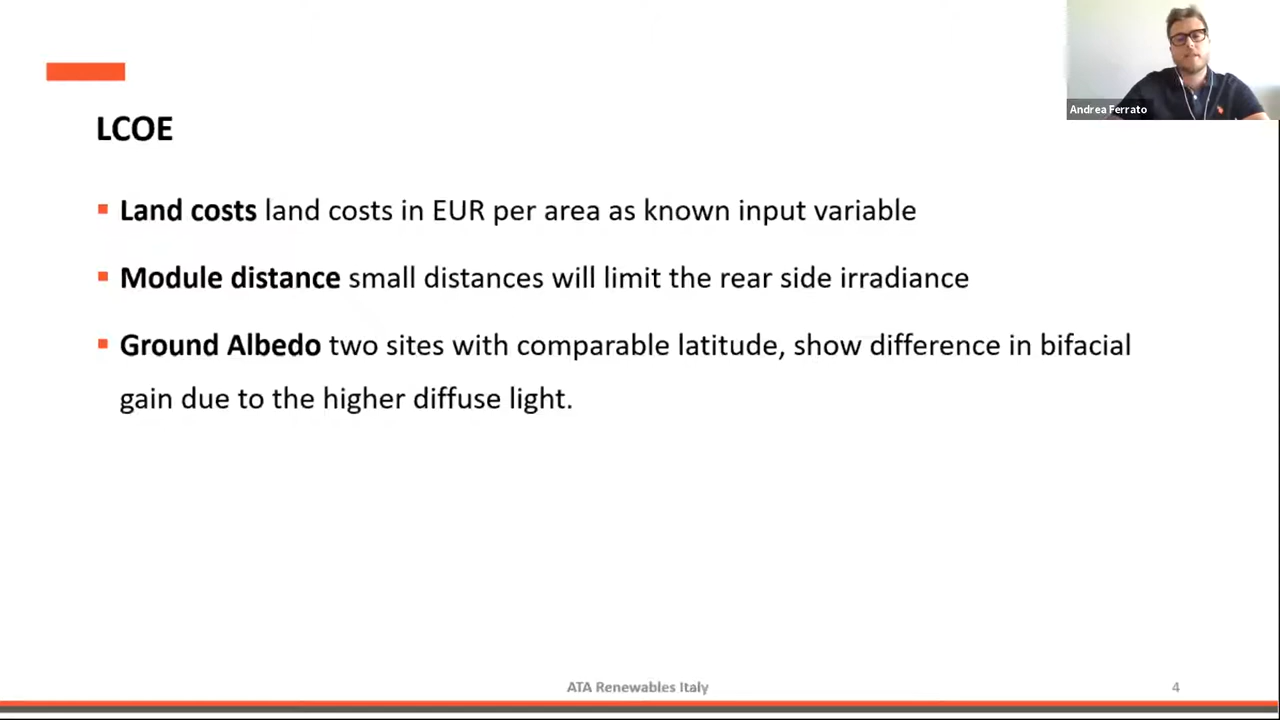 Andrea Ferrato
LCOE
Land costs land costs in EUR per area as known input variable
Module distance small distances will limit the rear side irradiance
Ground Albedo two sites with comparable latitude, show difference in bifacial
gain due to the higher diffuse light.
ATA Renewables Italy
4